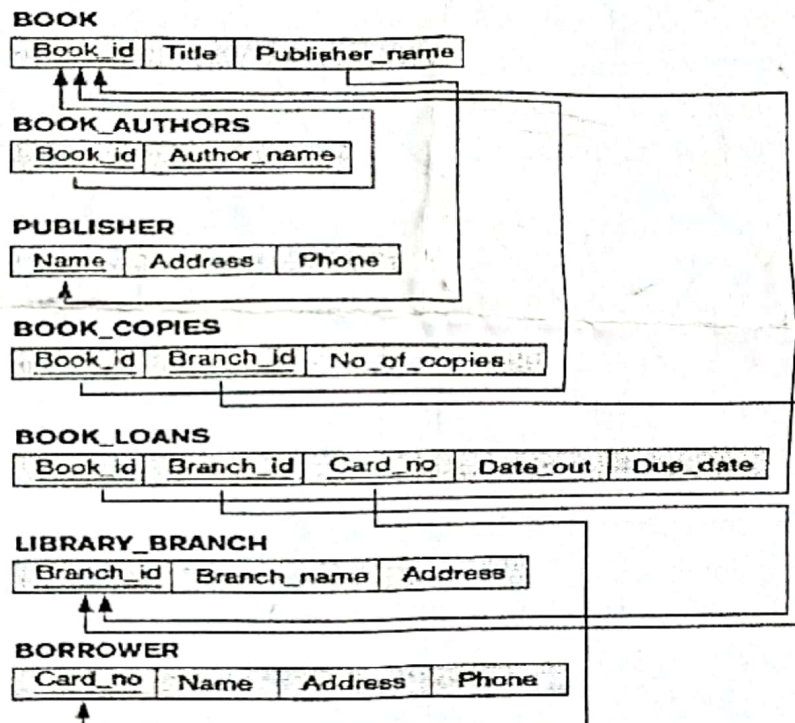 BOOK
Book_id Title Publisher_name
BOOK_AUTHORS
Book_id Author_name
PUBLISHER
Name Address Phone
BOOK_COPIES
Book_id Branch_id No_of_copies
BOOK_LOANS
Book_id Branch_id Card_no Date_out Due_date
LIBRARY_BRANCH
Branch_id Branch_name Address
BORROWER
Card_no Name Address Phone